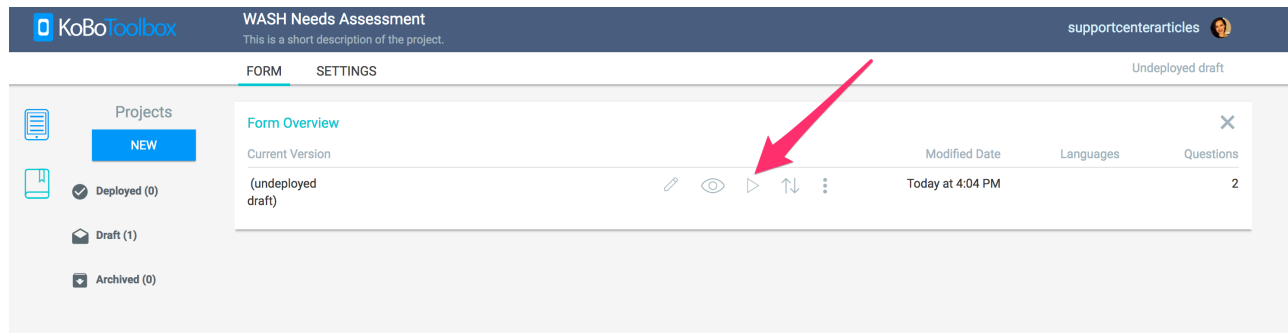 KoBoToolbox
WASH Needs Assessment
This is a short description of the project.
supportcenterarticles
FORM SETTINGS
Undeployed draft
Projects
NEW
Deployed (0)
Draft (1)
Archived (0)
Form Overview
Current Version Modified Date Languages Questions
(undeployed Today at 4:04 PM 2
draft)